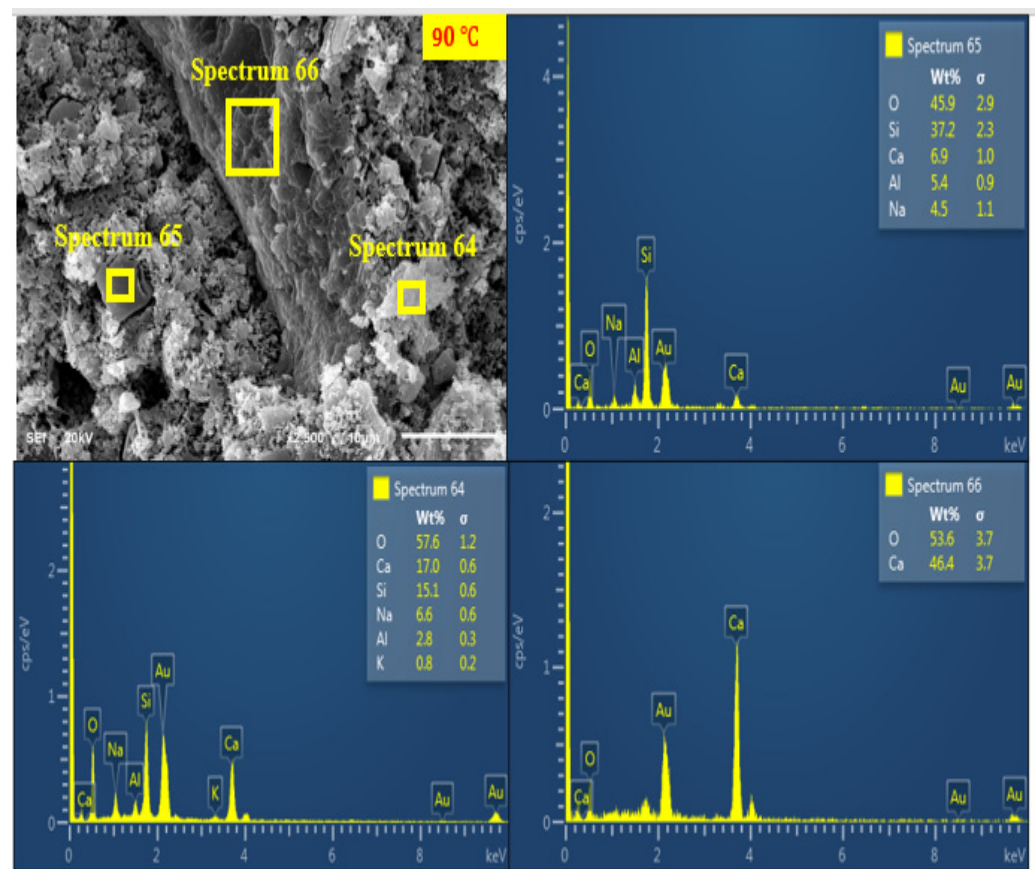 90 °C
Spectrum 66
Spectrum 65
Spectrum 64
SEI 20kV x2,500 10μm
Spectrum 65
Wt% σ
O 45.9 2.9
Si 37.2 2.3
Ca 6.9 1.0
Al 5.4 0.9
Na 4.5 1.1
cps/eV
4
2
0
Ca O Na Al Si Au Ca Au Au
0 2 4 6 8 keV
Spectrum 64
Wt% σ
O 57.6 1.2
Ca 17.0 0.6
Si 15.1 0.6
Na 6.6 0.6
Al 2.8 0.3
K 0.8 0.2
cps/eV
2
1
0
Ca O Na Al Si Au K Ca Au Au
0 2 4 6 8 keV
Spectrum 66
Wt% σ
O 53.6 3.7
Ca 46.4 3.7
cps/eV
2
1
0
Ca O Au Ca Au Au
0 2 4 6 8 keV